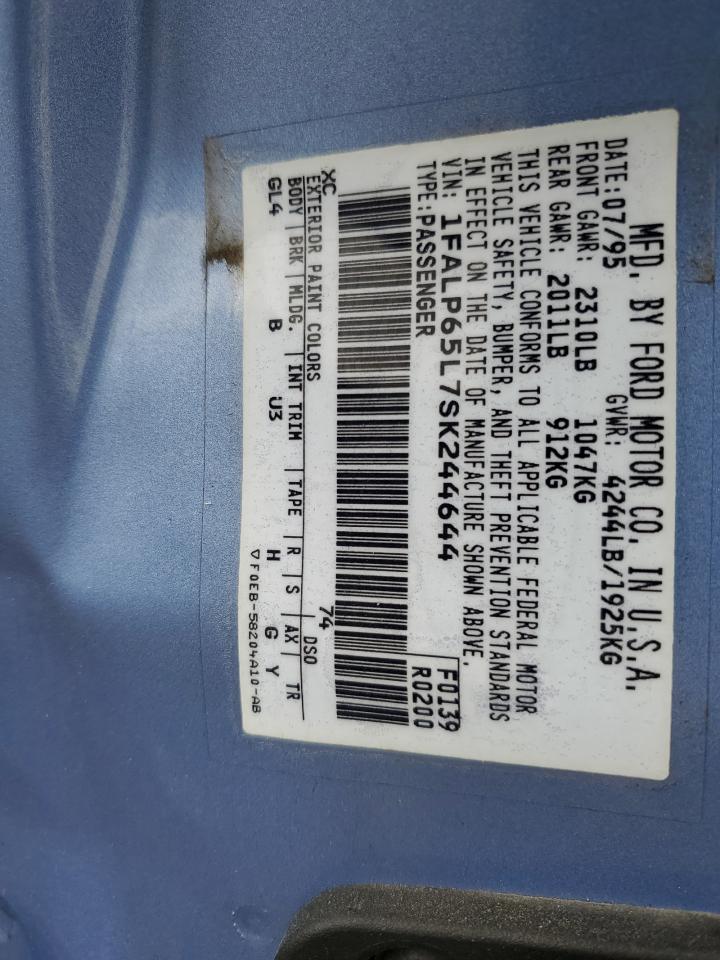 MFD. BY FORD MOTOR CO. IN U.S.A.
DATE: 07/95 GVWR: 4244LB/1925KG
FRONT GAWR: 2310LB 1047KG
REAR GAWR: 2011LB 912KG
THIS VEHICLE CONFORMS TO ALL APPLICABLE FEDERAL MOTOR
VEHICLE SAFETY, BUMPER, AND THEFT PREVENTION STANDARDS
IN EFFECT ON THE DATE OF MANUFACTURE SHOWN ABOVE.
VIN: 1FALP65L7SK244644 F0139
TYPE: PASSENGER R0200
XC 74
EXTERIOR PAINT COLORS DSO
BODY | BRK | MLDG. | INT TRIM | TAPE | R | S | AX | TR
GL4 B U3 H G Y
▽F0EB-58204A10-AB